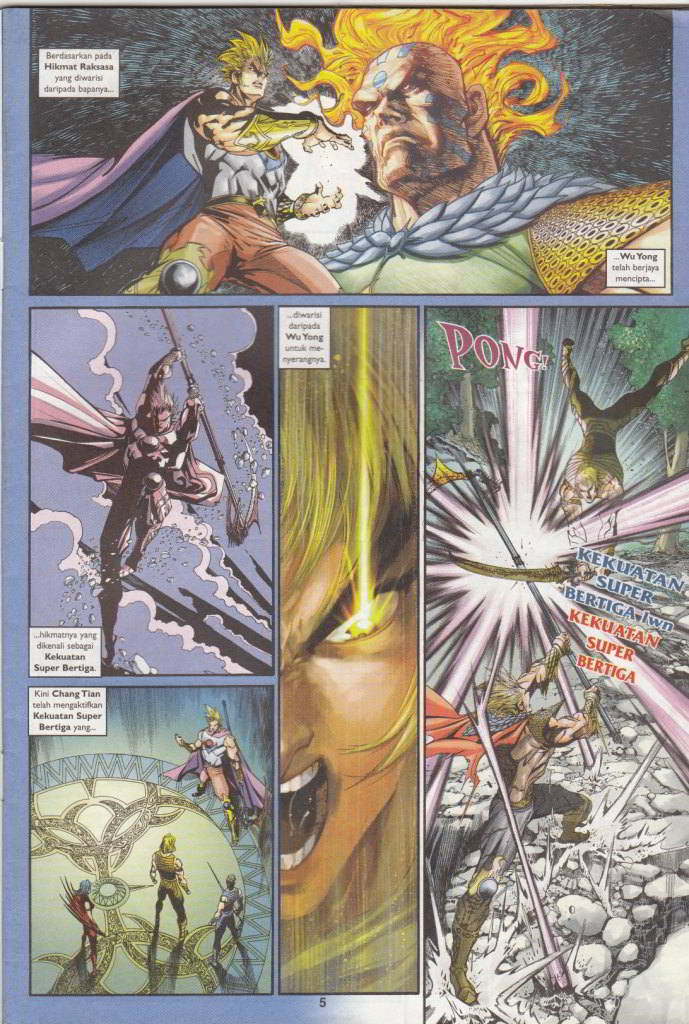 Berdasarkan pada
Hikmat Raksasa
yang diwarisi
daripada bapanya...
...Wu Yong
telah berjaya
mencipta...
...hikmatnya yang
dikenali sebagai
Kekuatan
Super Bertiga.
Kini Chang Tian
telah mengaktifkan
Kekuatan Super
Bertiga yang...
...diwarisi
daripada
Wu Yong
untuk me-
nyerangnya.
PONG!
KEKUATAN
SUPER
BERTIGA lwn
KEKUATAN
SUPER
BERTIGA
5